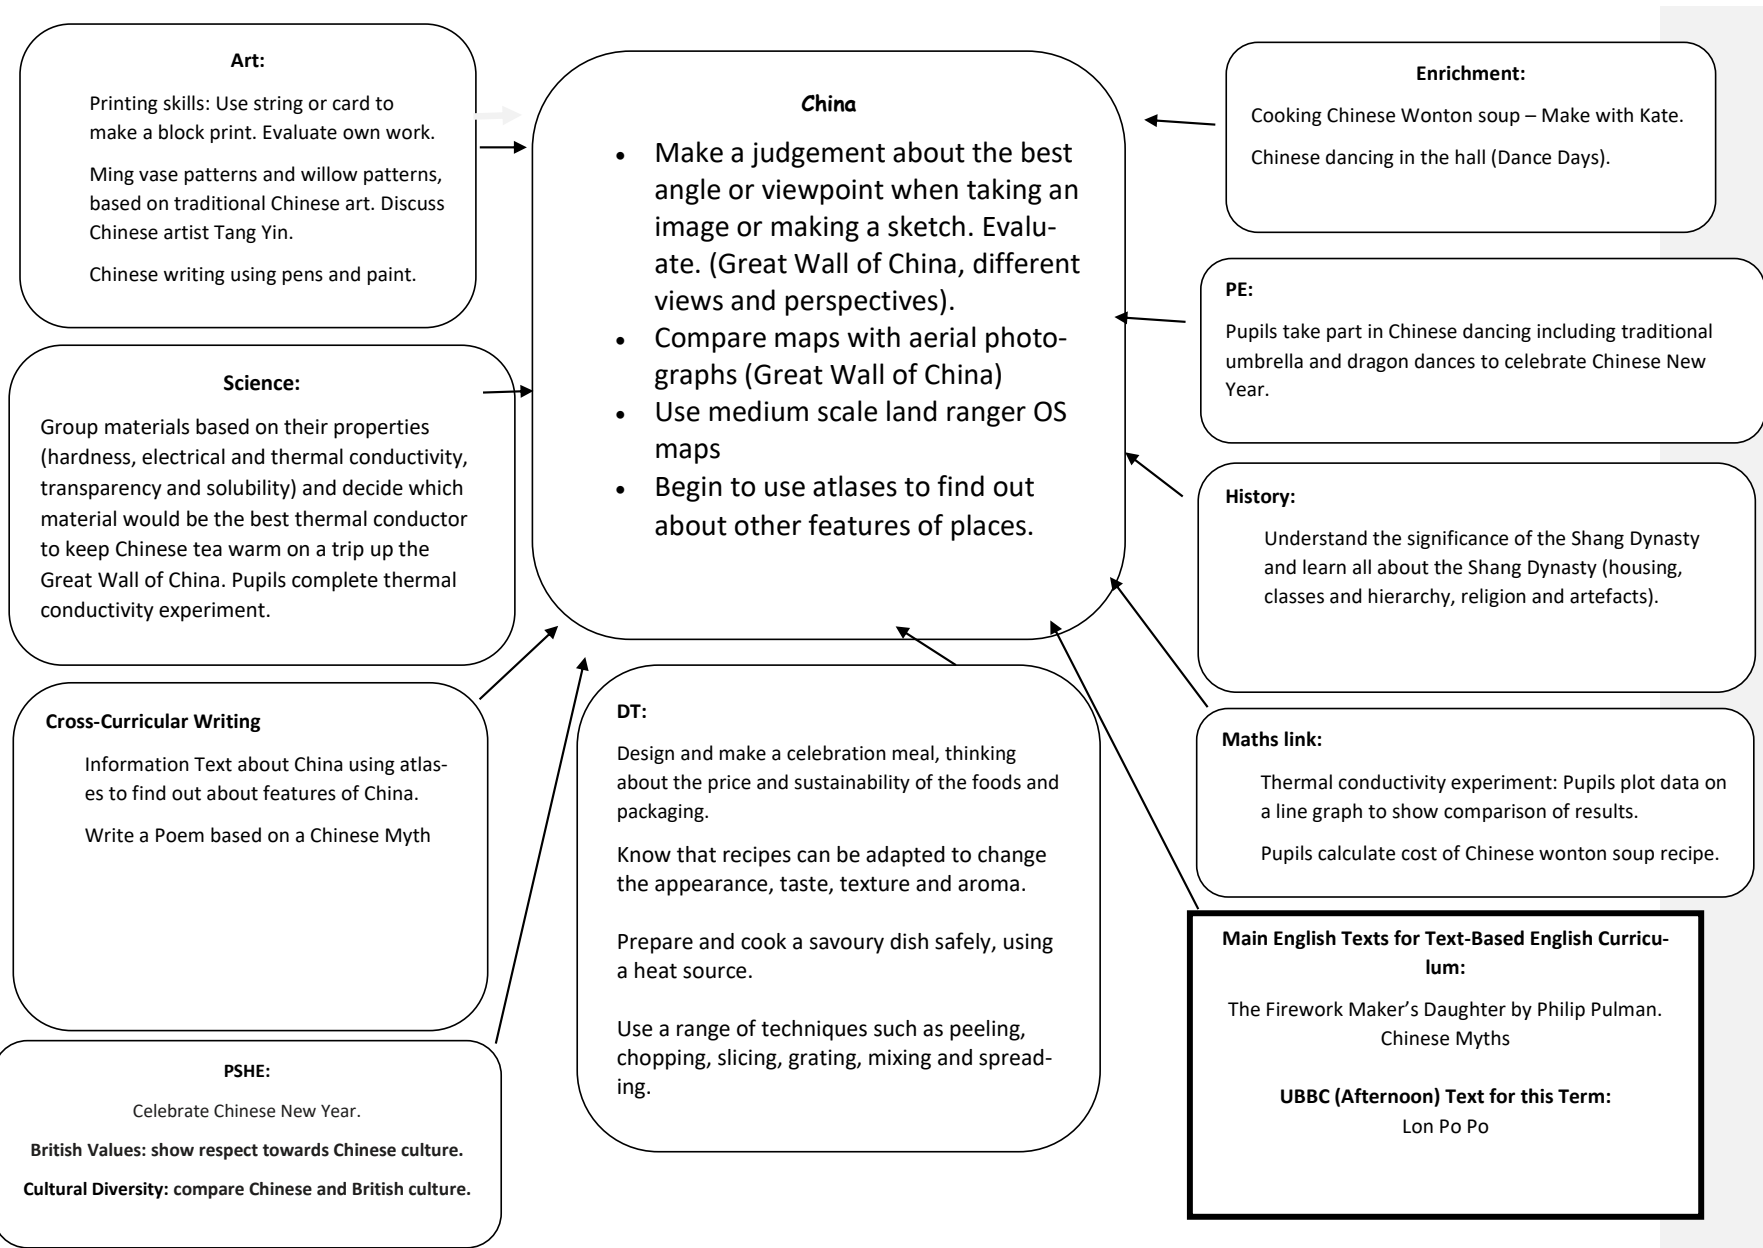 Art:
Printing skills: Use string or card to
make a block print. Evaluate own work.
Ming vase patterns and willow patterns,
based on traditional Chinese art. Discuss
Chinese artist Tang Yin.
Chinese writing using pens and paint.
Science:
Group materials based on their properties
(hardness, electrical and thermal conductivity,
transparency and solubility) and decide which
material would be the best thermal conductor
to keep Chinese tea warm on a trip up the
Great Wall of China. Pupils complete thermal
conductivity experiment.
Cross-Curricular Writing
Information Text about China using atlas-
es to find out about features of China.
Write a Poem based on a Chinese Myth
PSHE:
Celebrate Chinese New Year.
British Values: show respect towards Chinese culture.
Cultural Diversity: compare Chinese and British culture.
China
• Make a judgement about the best
angle or viewpoint when taking an
image or making a sketch. Evalu-
ate. (Great Wall of China, different
views and perspectives).
• Compare maps with aerial photo-
graphs (Great Wall of China)
• Use medium scale land ranger OS
maps
• Begin to use atlases to find out
about other features of places.
DT:
Design and make a celebration meal, thinking
about the price and sustainability of the foods and
packaging.
Know that recipes can be adapted to change
the appearance, taste, texture and aroma.
Prepare and cook a savoury dish safely, using
a heat source.
Use a range of techniques such as peeling,
chopping, slicing, grating, mixing and spread-
ing.
Enrichment:
Cooking Chinese Wonton soup – Make with Kate.
Chinese dancing in the hall (Dance Days).
PE:
Pupils take part in Chinese dancing including traditional
umbrella and dragon dances to celebrate Chinese New
Year.
History:
Understand the significance of the Shang Dynasty
and learn all about the Shang Dynasty (housing,
classes and hierarchy, religion and artefacts).
Maths link:
Thermal conductivity experiment: Pupils plot data on
a line graph to show comparison of results.
Pupils calculate cost of Chinese wonton soup recipe.
Main English Texts for Text-Based English Curricu-
lum:
The Firework Maker’s Daughter by Philip Pulman.
Chinese Myths
UBBC (Afternoon) Text for this Term:
Lon Po Po